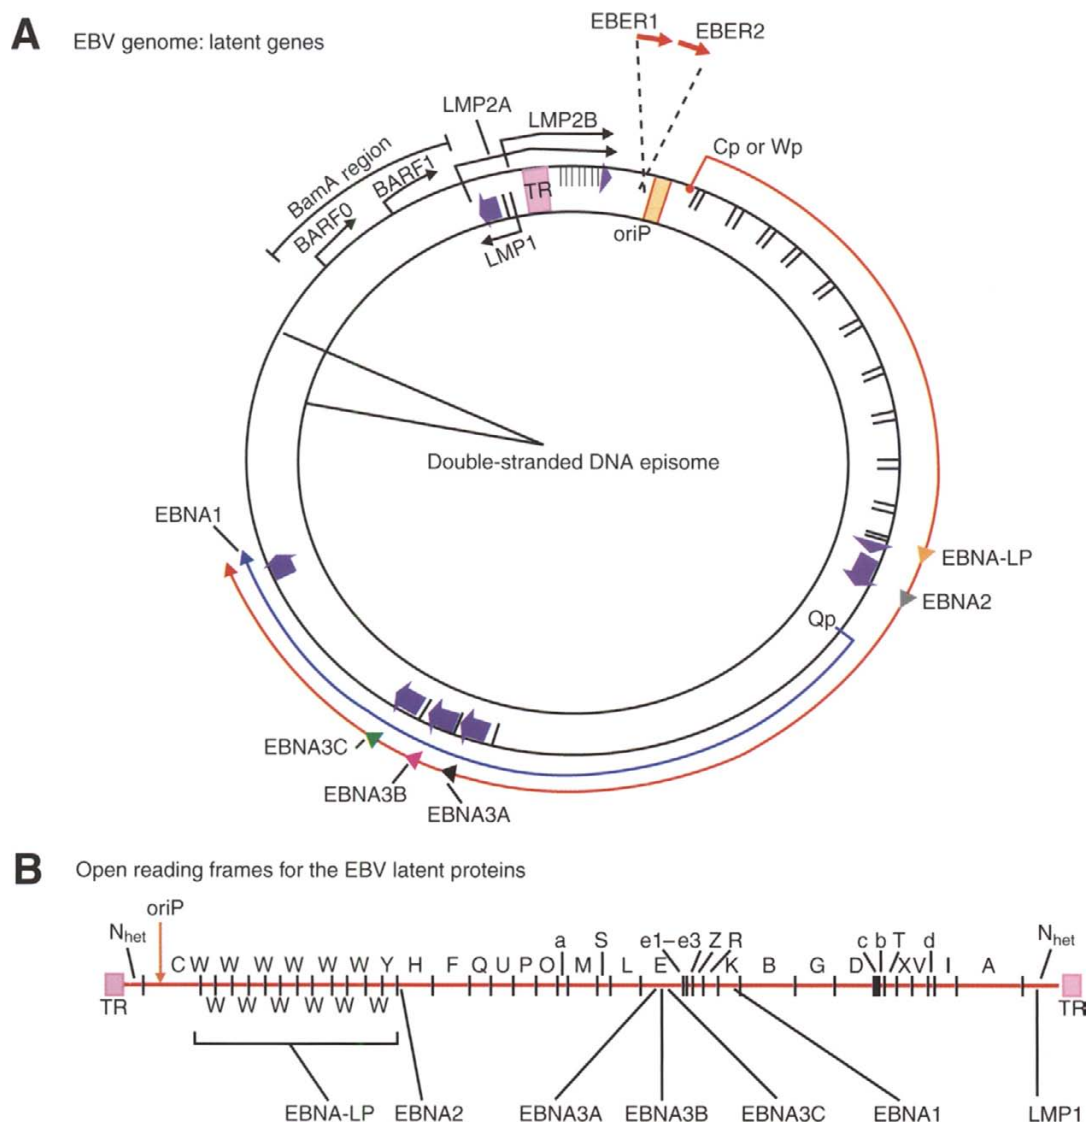 A EBV genome: latent genes
EBER1
EBER2
LMP2A
LMP2B
Cp or Wp
BamA region
BARF1
BARF0
TR
LMP1
oriP
Double-stranded DNA episome
EBNA1
EBNA-LP
EBNA2
Qp
EBNA3C
EBNA3B
EBNA3A
B Open reading frames for the EBV latent proteins
oriP
Nhet a S e1–e3 Z R c b T d Nhet
C W W W W W W Y H F Q U P O M L E K B G D X V I A
TR W W W W W W TR
EBNA-LP EBNA2 EBNA3A EBNA3B EBNA3C EBNA1 LMP1